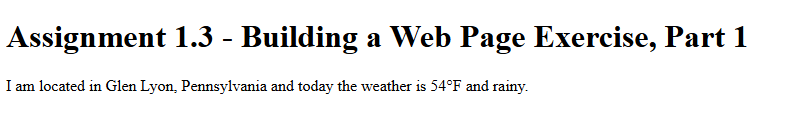 Assignment 1.3 - Building a Web Page Exercise, Part 1
I am located in Glen Lyon, Pennsylvania and today the weather is 54°F and rainy.